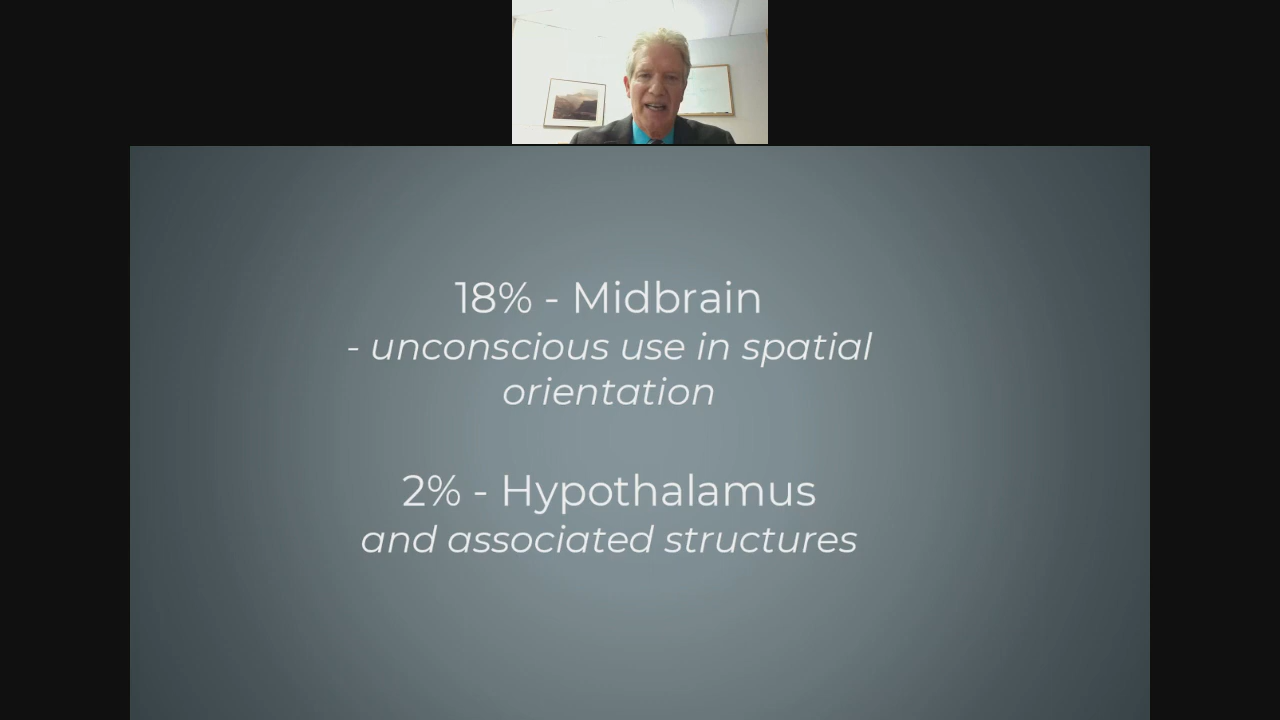 18% - Midbrain
- unconscious use in spatial
orientation
2% - Hypothalamus
and associated structures